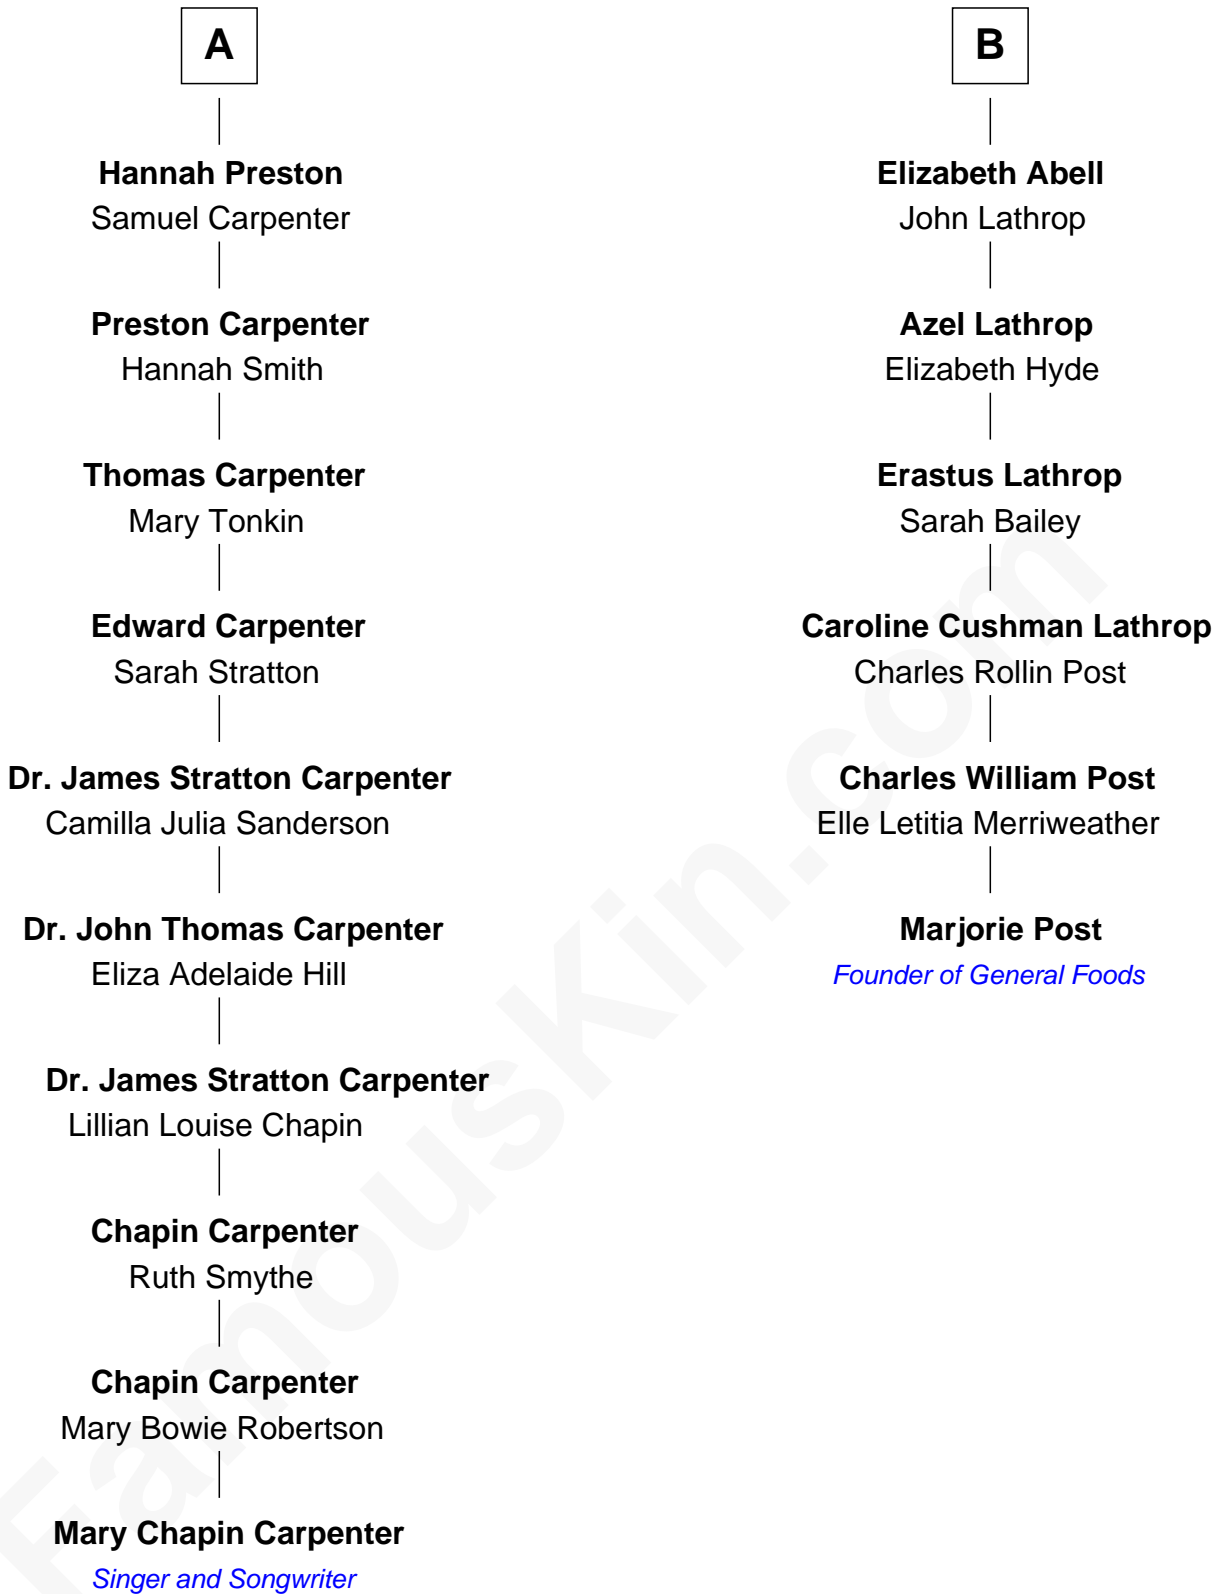 A
Hannah Preston
Samuel Carpenter
Preston Carpenter
Hannah Smith
Thomas Carpenter
Mary Tonkin
Edward Carpenter
Sarah Stratton
Dr. James Stratton Carpenter
Camilla Julia Sanderson
Dr. John Thomas Carpenter
Eliza Adelaide Hill
Dr. James Stratton Carpenter
Lillian Louise Chapin
Chapin Carpenter
Ruth Smythe
Chapin Carpenter
Mary Bowie Robertson
Mary Chapin Carpenter
Singer and Songwriter
B
Elizabeth Abell
John Lathrop
Azel Lathrop
Elizabeth Hyde
Erastus Lathrop
Sarah Bailey
Caroline Cushman Lathrop
Charles Rollin Post
Charles William Post
Elle Letitia Merriweather
Marjorie Post
Founder of General Foods
FamousKin.com